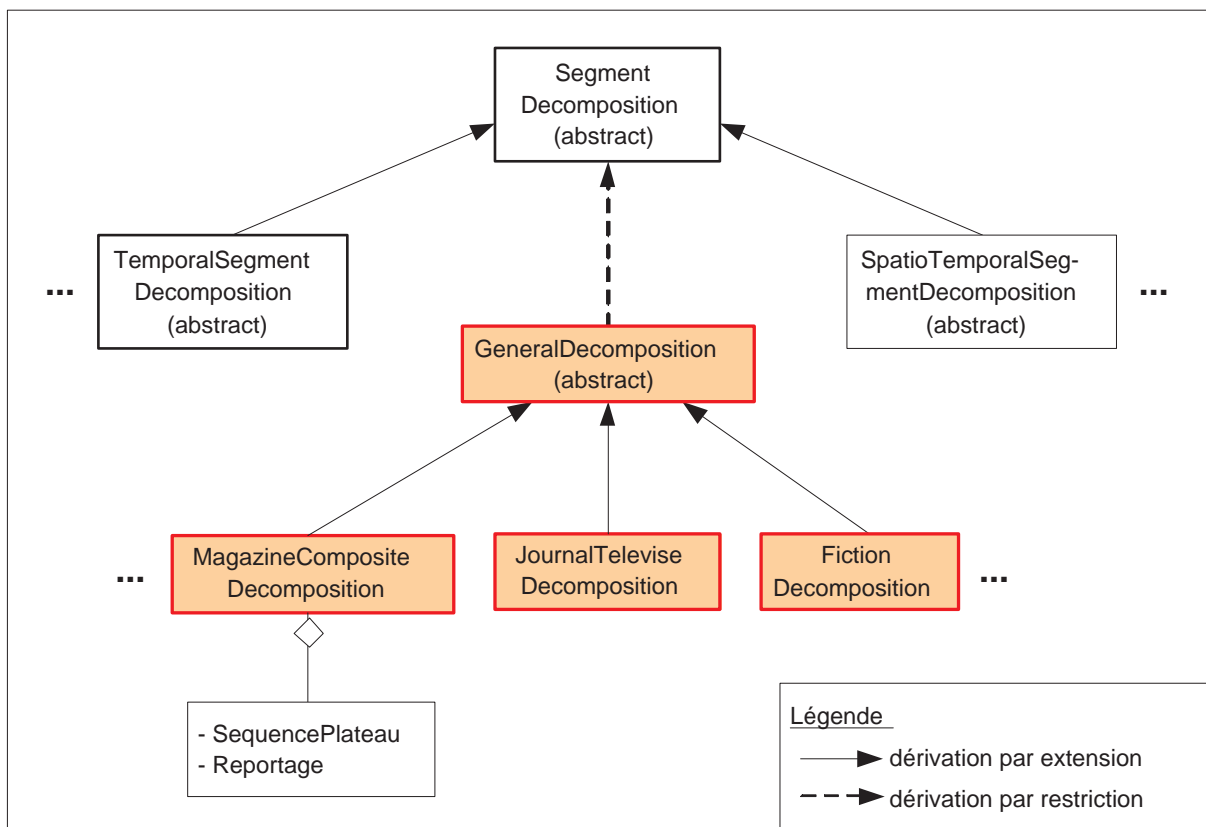 Segment
Decomposition
(abstract)
TemporalSegment
Decomposition
(abstract)
...
SpatioTemporalSeg-
mentDecomposition
(abstract)
...
GeneralDecomposition
(abstract)
...
MagazineComposite
Decomposition
JournalTelevise
Decomposition
Fiction
Decomposition
...
- SequencePlateau
- Reportage
Légende
dérivation par extension
dérivation par restriction